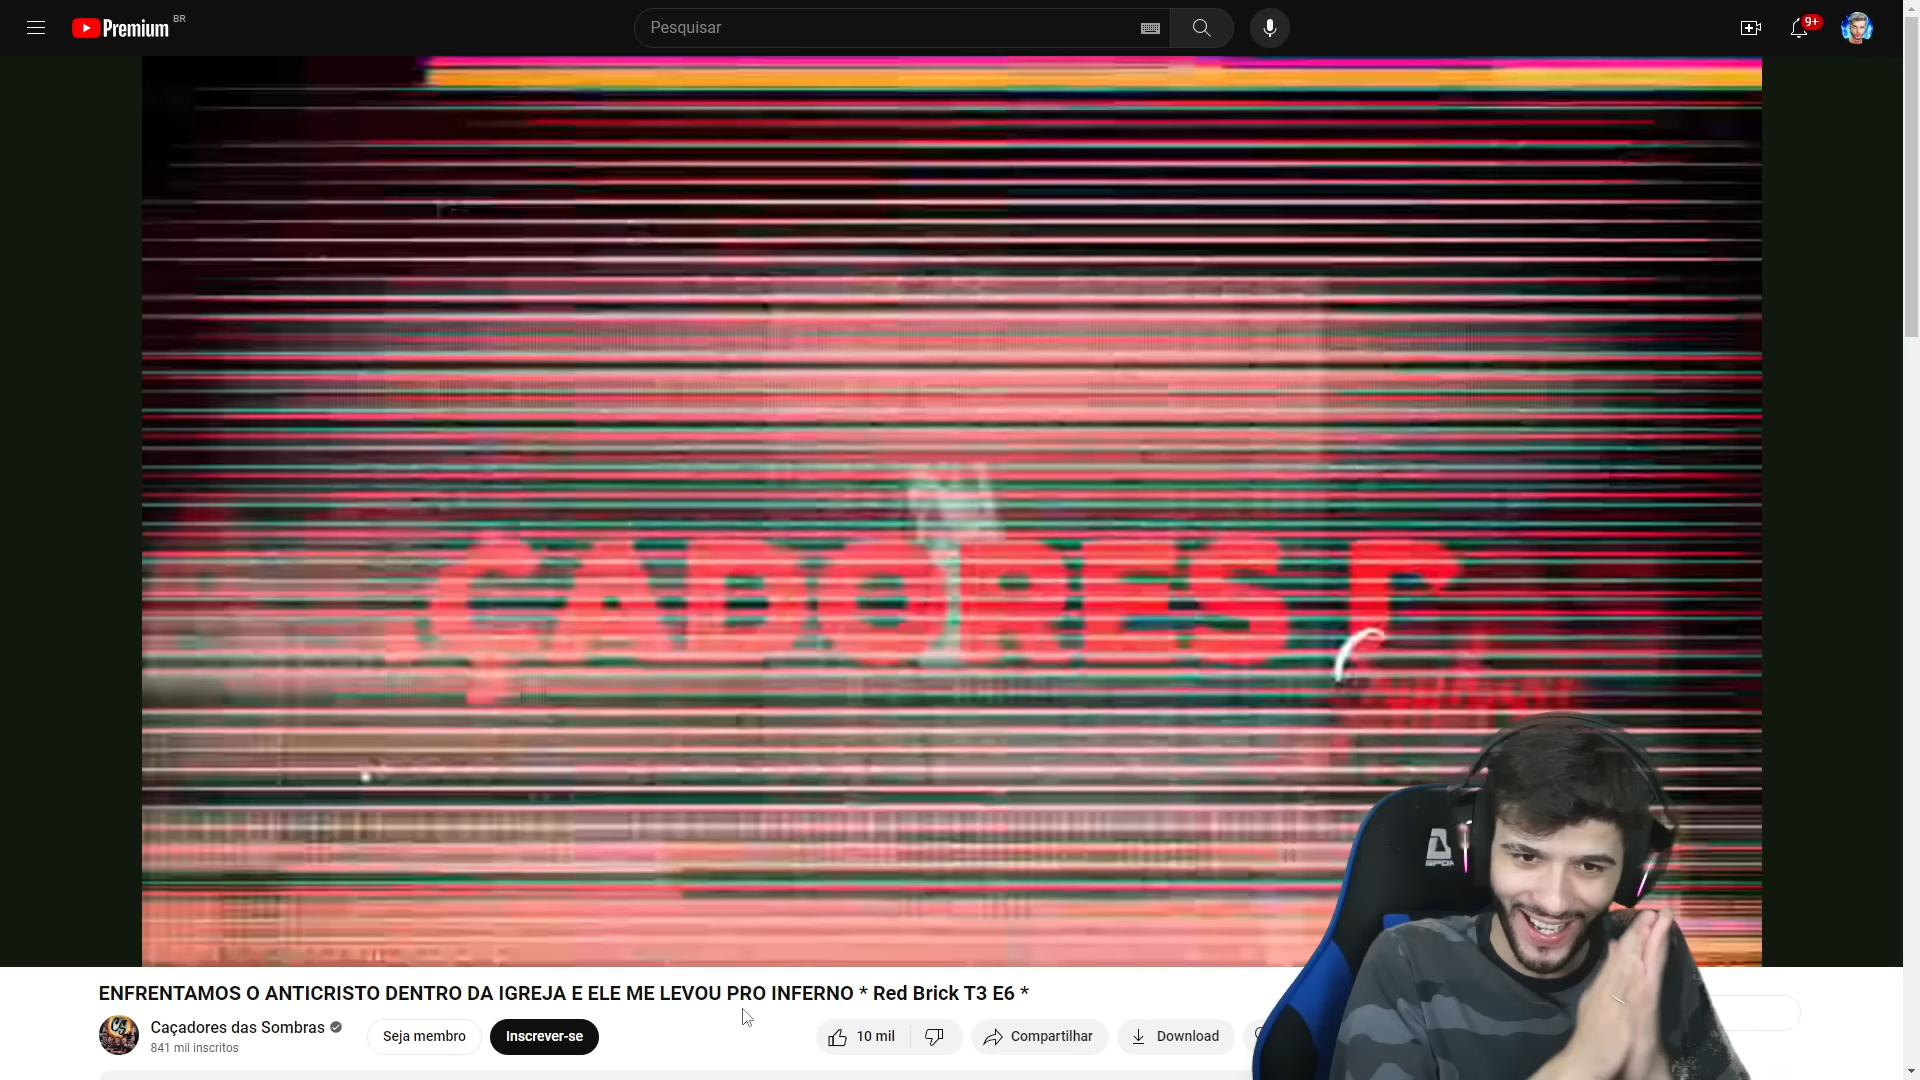 Premium BR
Pesquisar
9+
CADORES
ENFRENTAMOS O ANTICRISTO DENTRO DA IGREJA E ELE ME LEVOU PRO INFERNO * Red Brick T3 E6 *
Caçadores das Sombras
841 mil inscritos
Seja membro
Inscrever-se
10 mil
Compartilhar
Download